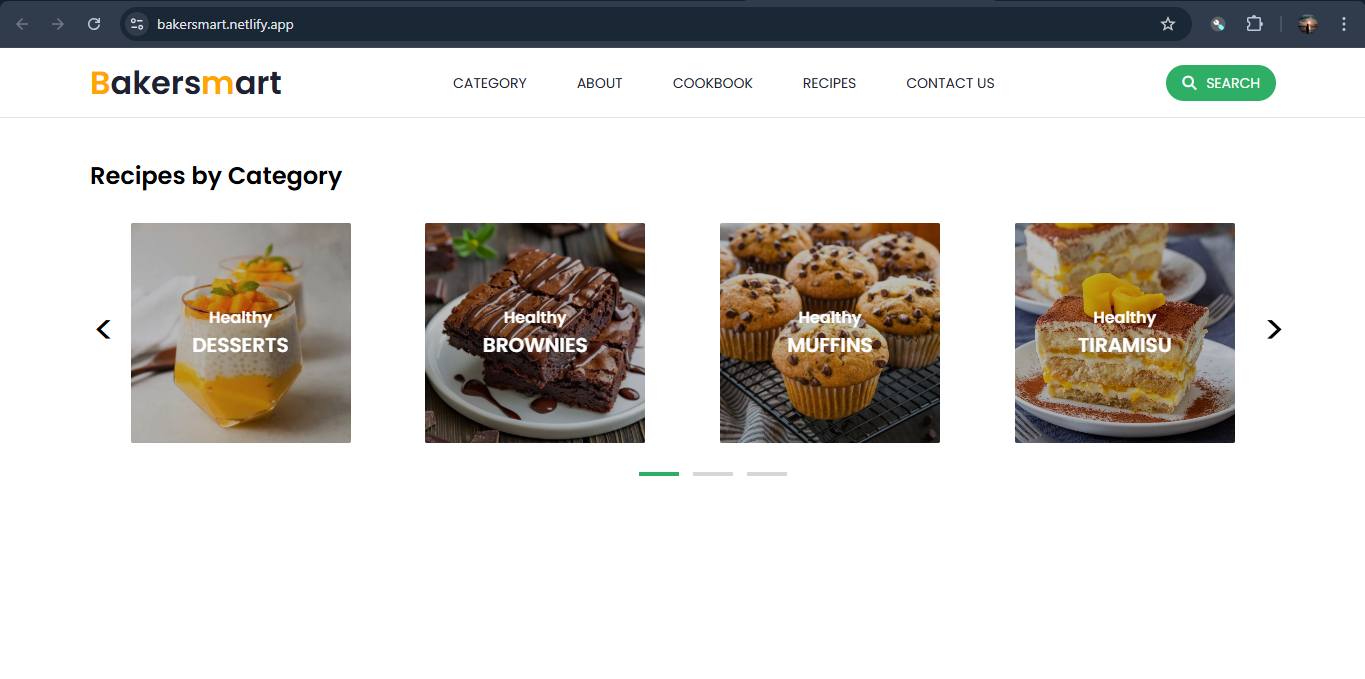 bakersmart.netlify.app
Bakersmart
CATEGORY ABOUT COOKBOOK RECIPES CONTACT US
SEARCH
Recipes by Category
Healthy
DESSERTS
Healthy
BROWNIES
Healthy
MUFFINS
Healthy
TIRAMISU